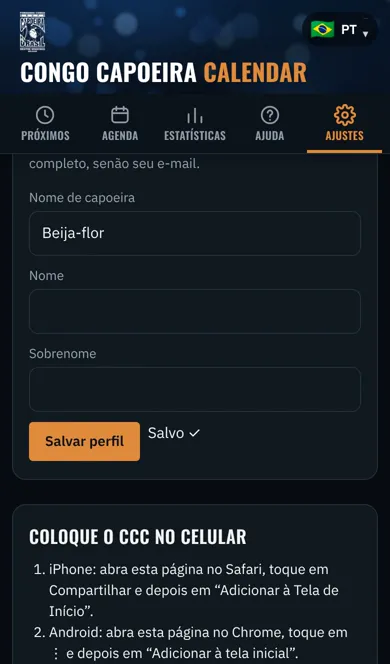 CAPOEIRA
BRASIL
PT ▾
CONGO CAPOEIRA CALENDAR
PRÓXIMOS
AGENDA
ESTATÍSTICAS
AJUDA
AJUSTES
completo, senão seu e-mail.
Nome de capoeira
Beija-flor
Nome
Sobrenome
Salvar perfil
Salvo ✓
COLOQUE O CCC NO CELULAR
1. iPhone: abra esta página no Safari, toque em
Compartilhar e depois em “Adicionar à Tela de
Início”.
2. Android: abra esta página no Chrome, toque em
⋮ e depois em “Adicionar à tela inicial”.